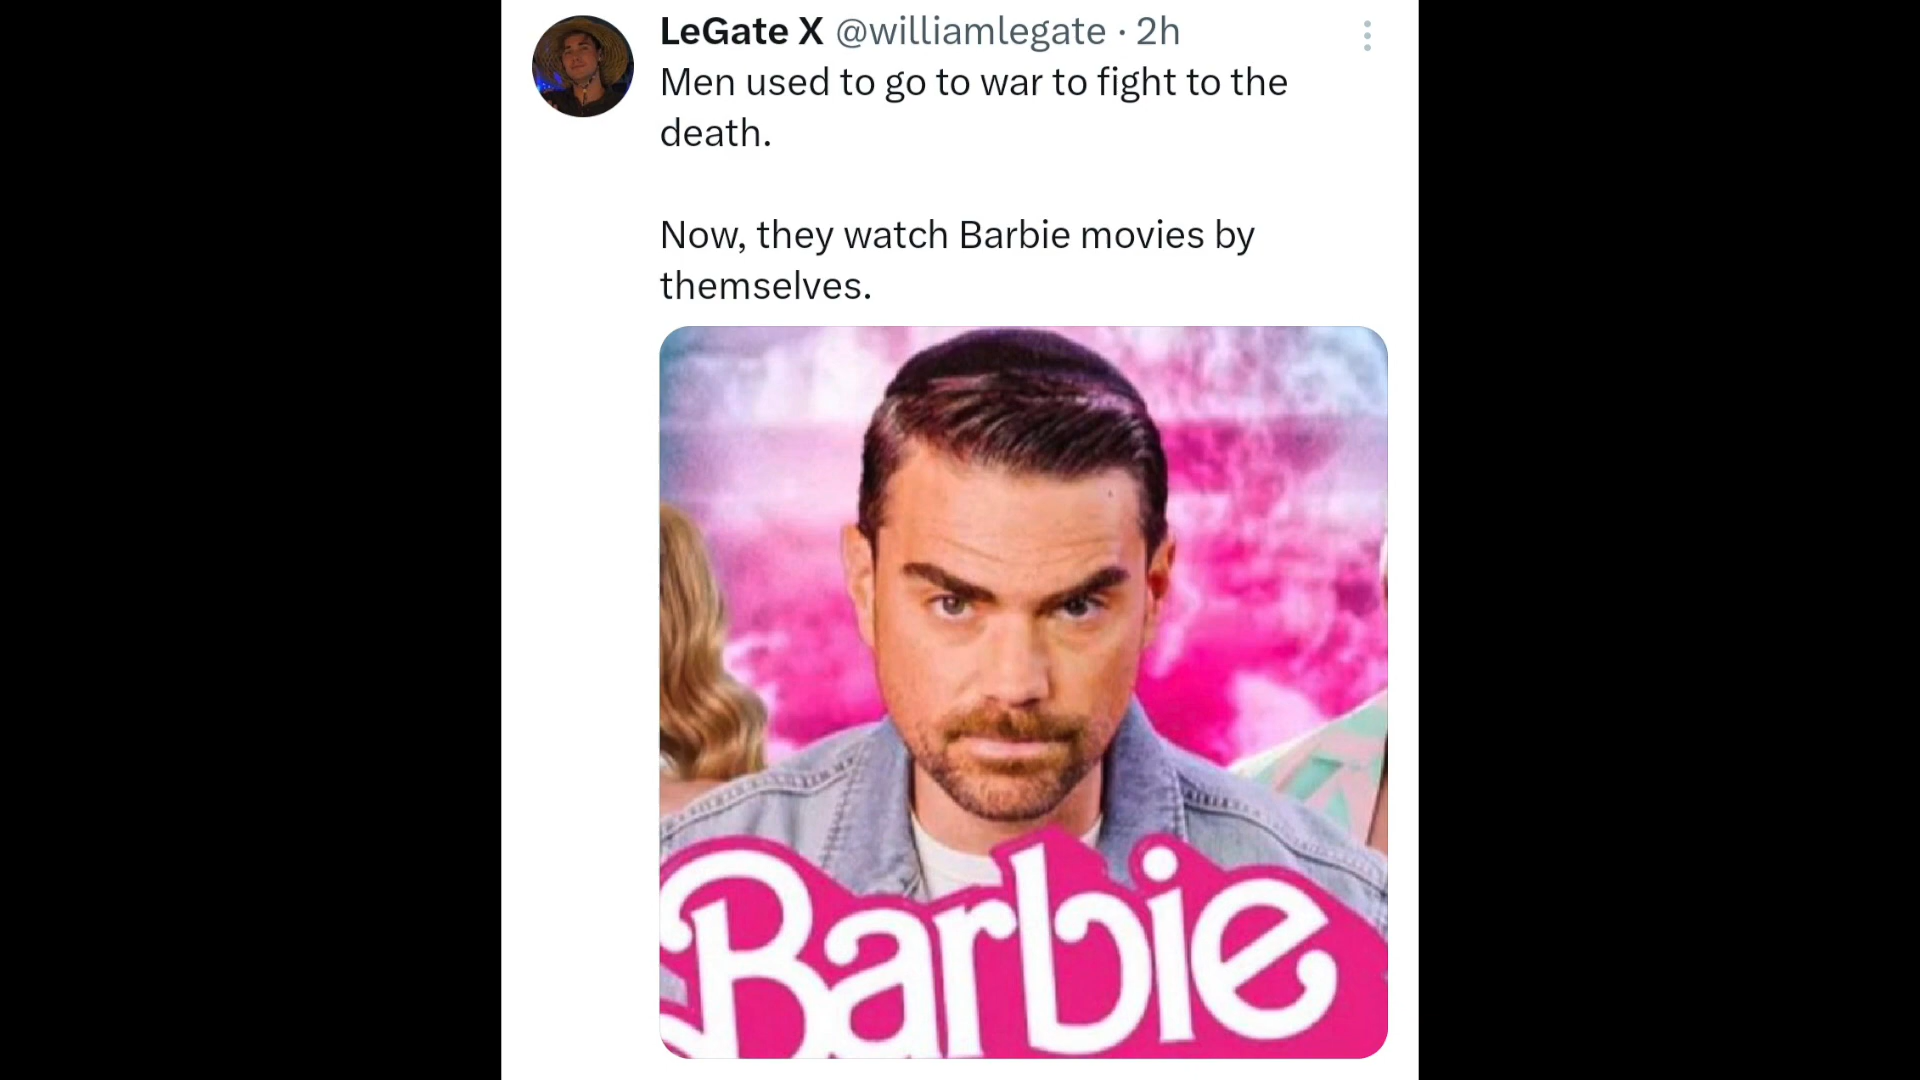 LeGate X @williamlegate · 2h
Men used to go to war to fight to the
death.
Now, they watch Barbie movies by
themselves.
Barbie